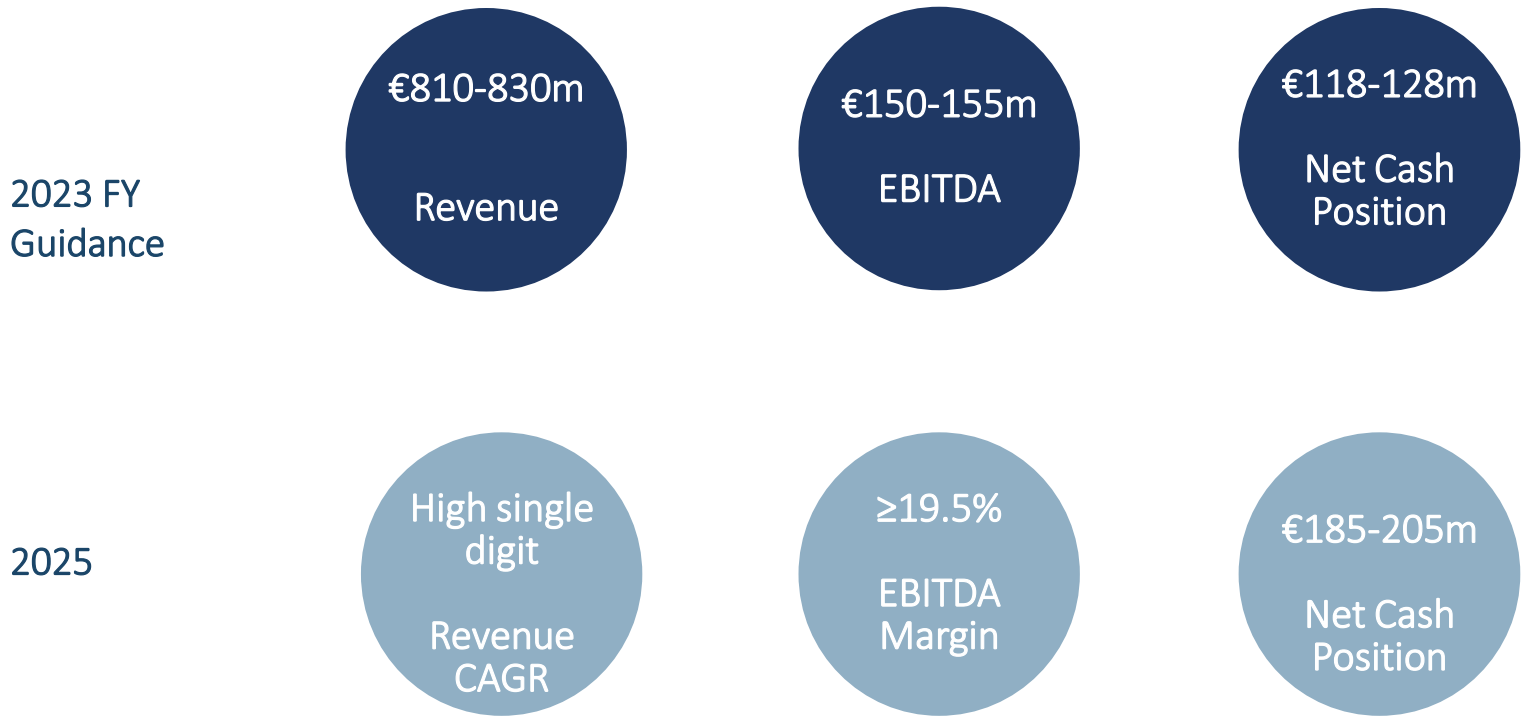 2023 FY
Guidance
€810-830m
Revenue
€150-155m
EBITDA
€118-128m
Net Cash
Position
2025
High single
digit
Revenue
CAGR
≥19.5%
EBITDA
Margin
€185-205m
Net Cash
Position